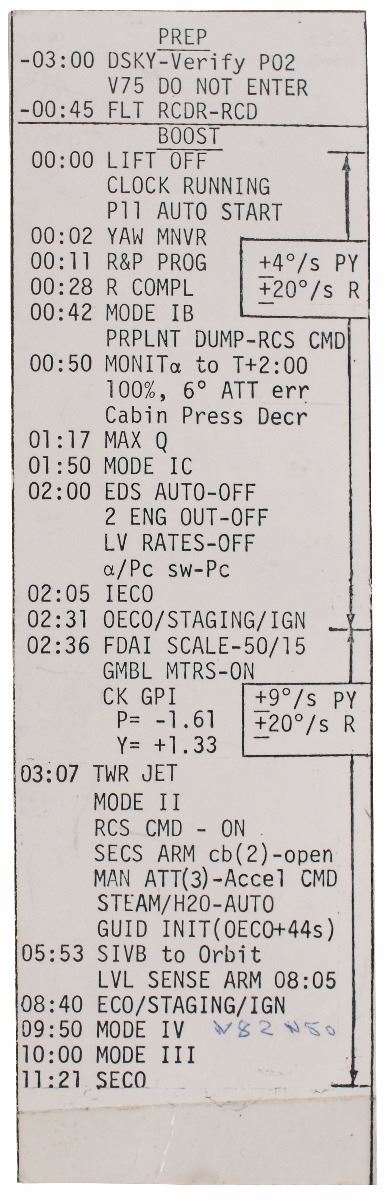 PREP
-03:00 DSKY-Verify P02
V75 DO NOT ENTER
-00:45 FLT RCDR-RCD
BOOST
00:00 LIFT OFF
CLOCK RUNNING
P11 AUTO START
00:02 YAW MNVR
00:11 R&P PROG
±4°/s PY
00:28 R COMPL
±20°/s R
00:42 MODE IB
PRPLNT DUMP-RCS CMD
00:50 MONITα to T+2:00
100%, 6° ATT err
Cabin Press Decr
01:17 MAX Q
01:50 MODE IC
02:00 EDS AUTO-OFF
2 ENG OUT-OFF
LV RATES-OFF
α/Pc sw-Pc
02:05 IECO
02:31 OECO/STAGING/IGN
02:36 FDAI SCALE-50/15
GMBL MTRS-ON
CK GPI
±9°/s PY
P= -1.61
±20°/s R
Y= +1.33
03:07 TWR JET
MODE II
RCS CMD - ON
SECS ARM cb(2)-open
MAN ATT(3)-Accel CMD
STEAM/H2O-AUTO
GUID INIT(OECO+44s)
05:53 SIVB to Orbit
LVL SENSE ARM 08:05
08:40 ECO/STAGING/IGN
09:50 MODE IV V82 N50
10:00 MODE III
11:21 SECO